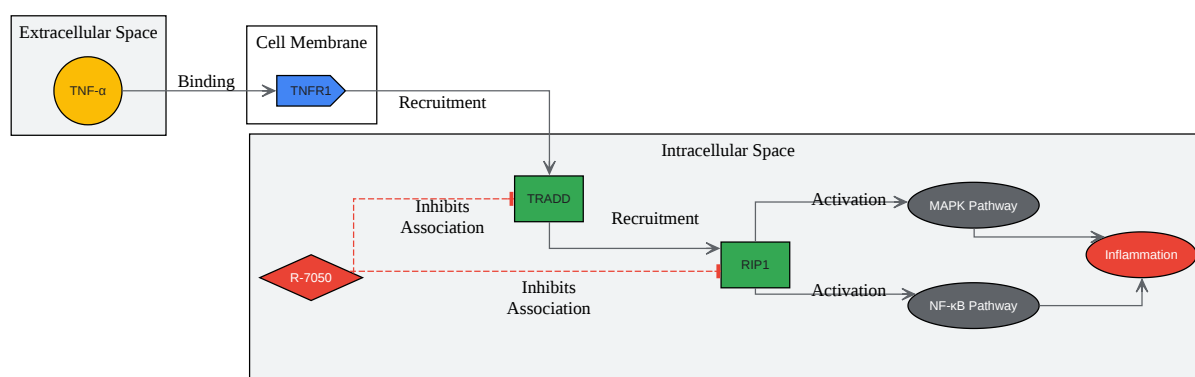 Extracellular Space
TNF-α
Binding
Cell Membrane
TNFR1
Recruitment
Intracellular Space
TRADD
Inhibits
Association
Recruitment
R-7050
Inhibits
Association
RIP1
Activation
MAPK Pathway
Activation
NF-κB Pathway
Inflammation